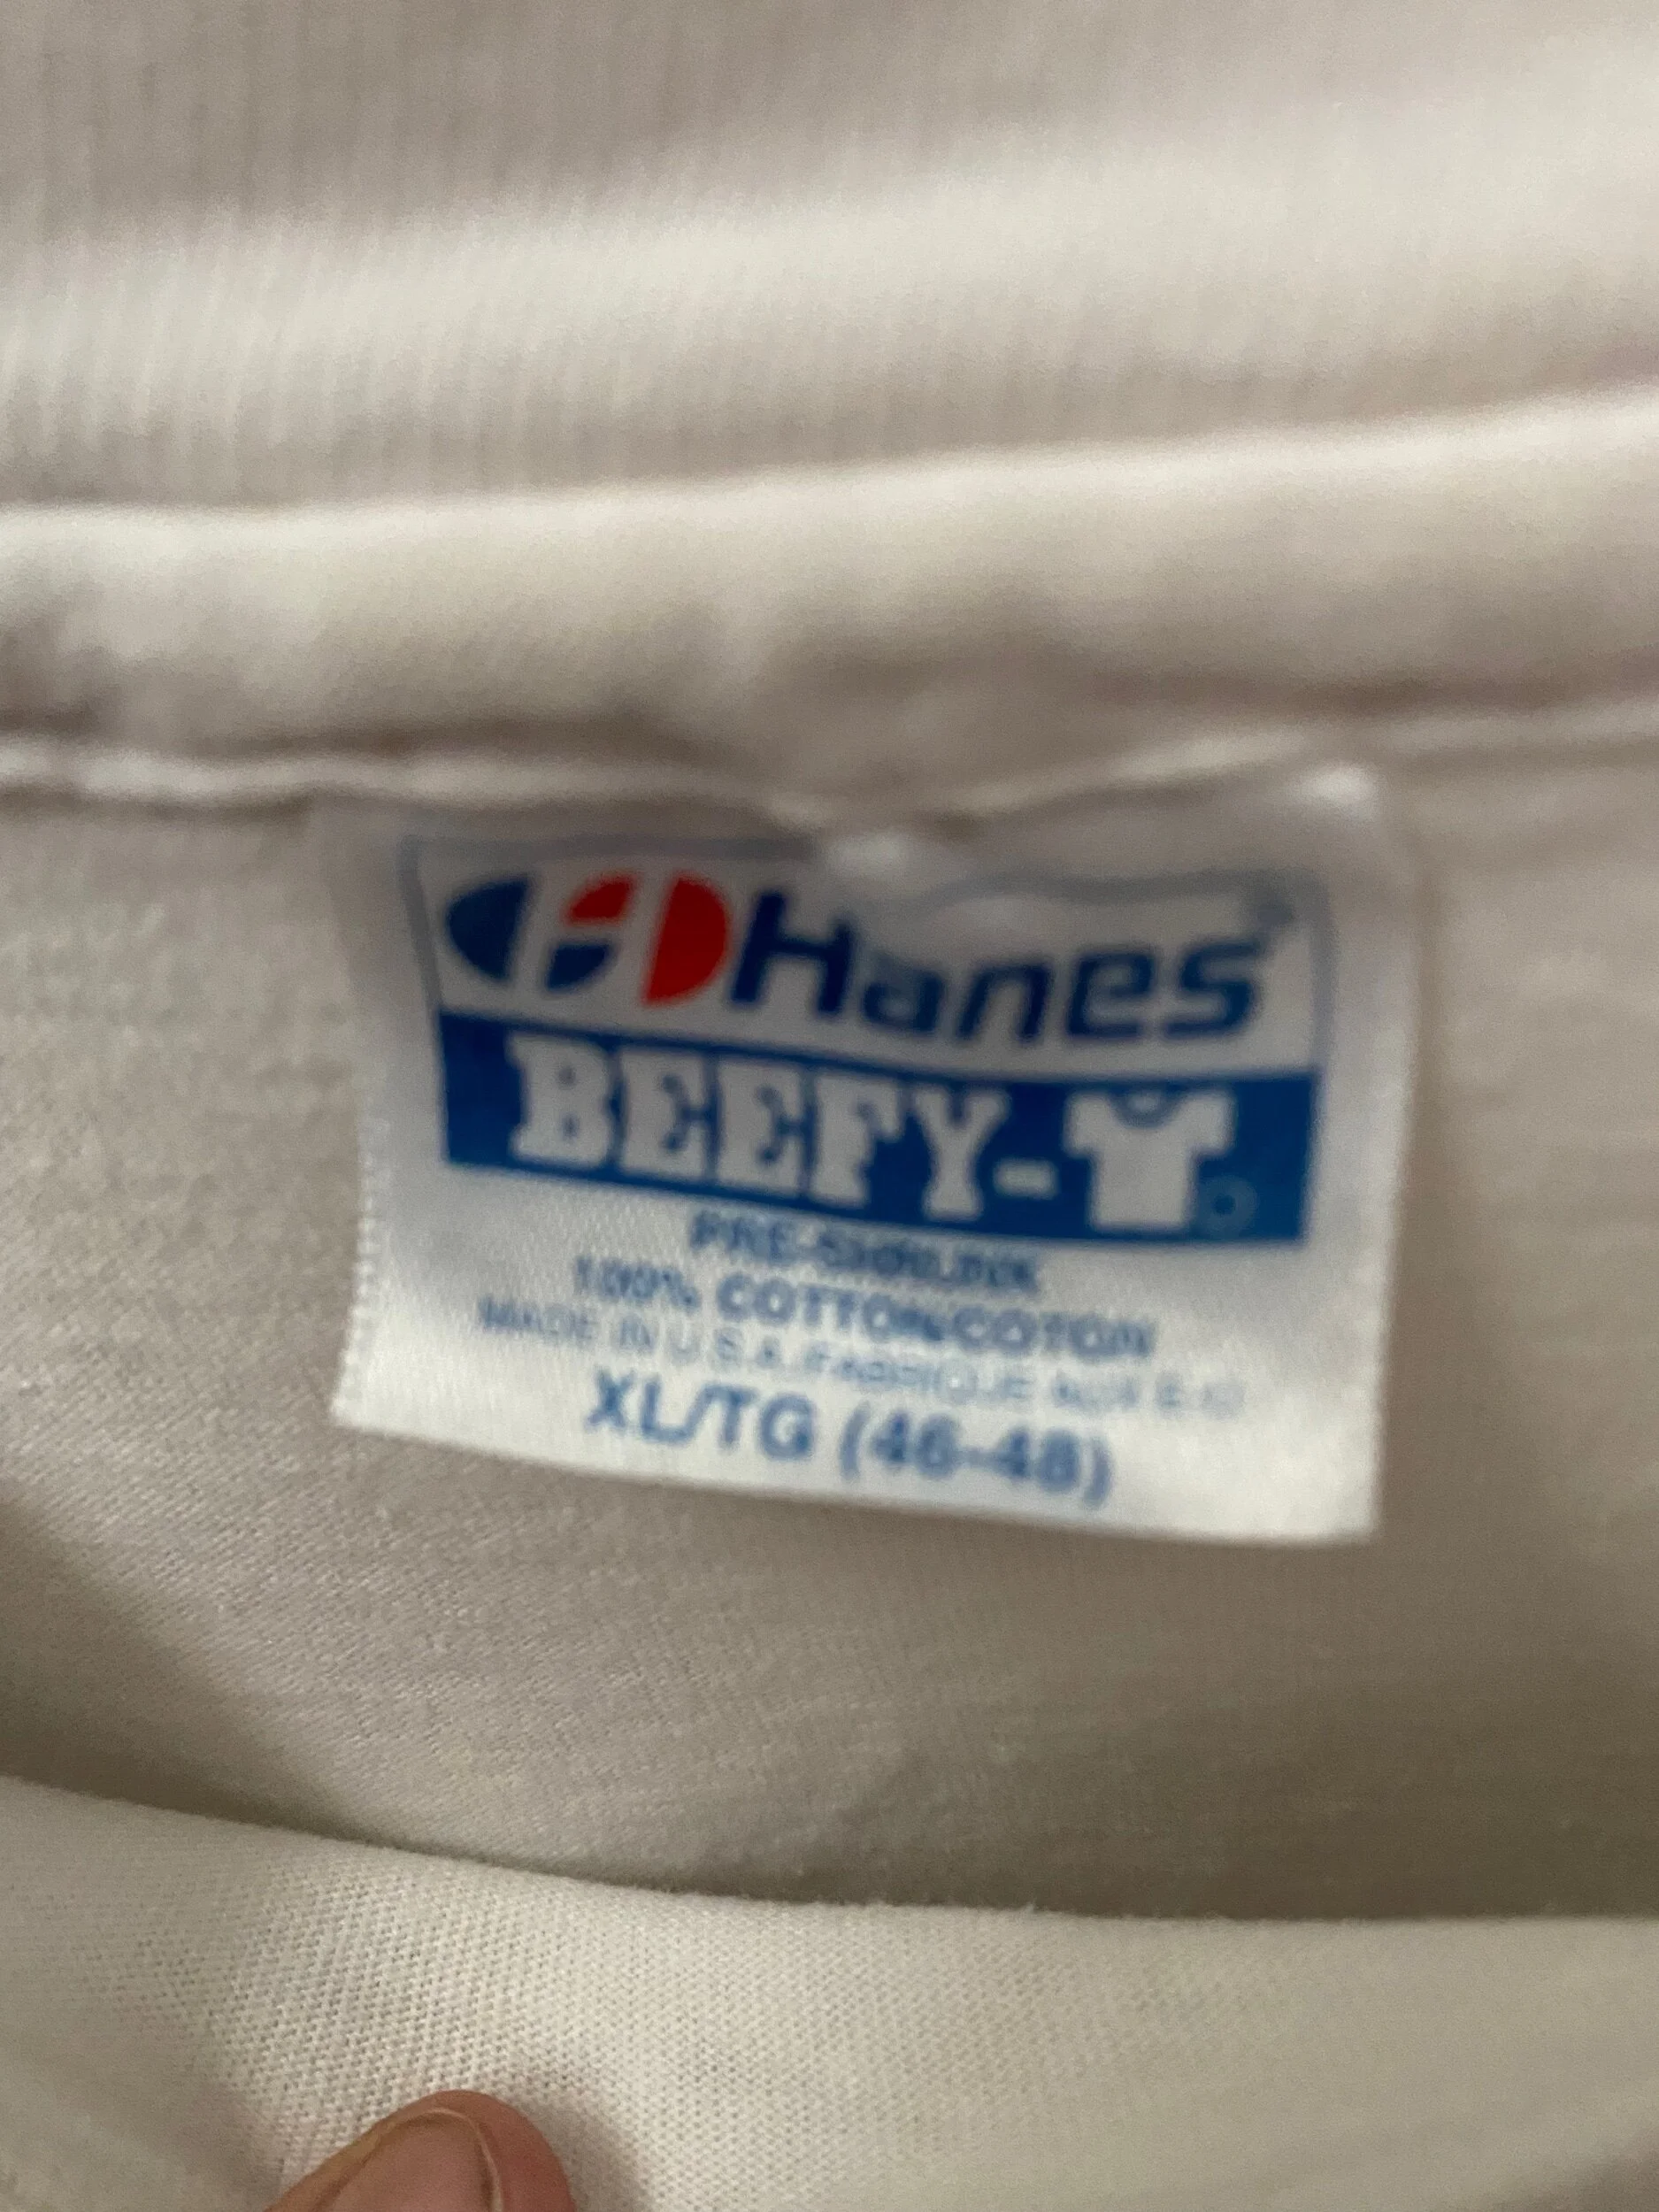 Hanes®
BEEFY-
PRE-SHRUNK
100% COTTON/COTON
MADE IN U.S.A./FABRIQUE AUX E-U
XL/TG (46-48)